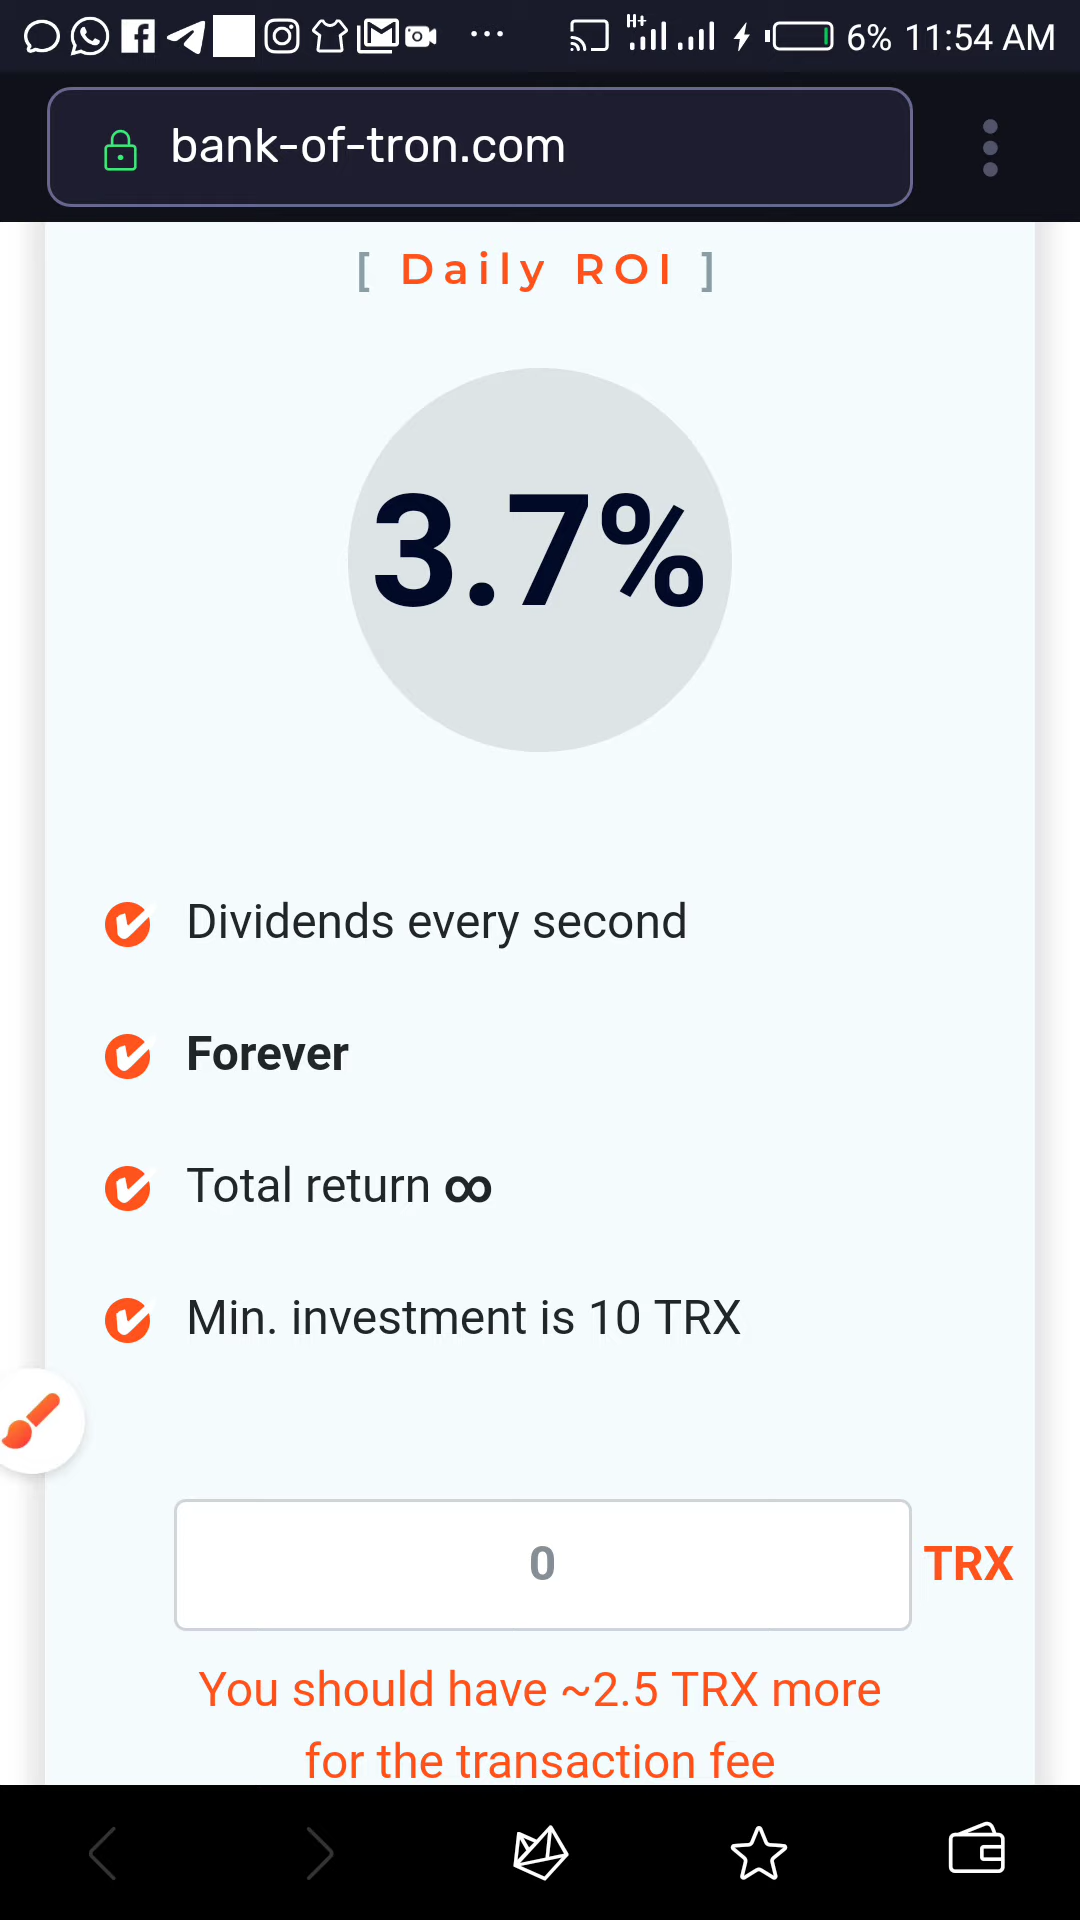 H+
6% 11:54 AM
bank-of-tron.com
[ Daily ROI ]
3.7%
Dividends every second
Forever
Total return ∞
Min. investment is 10 TRX
0 TRX
You should have ~2.5 TRX more
for the transaction fee